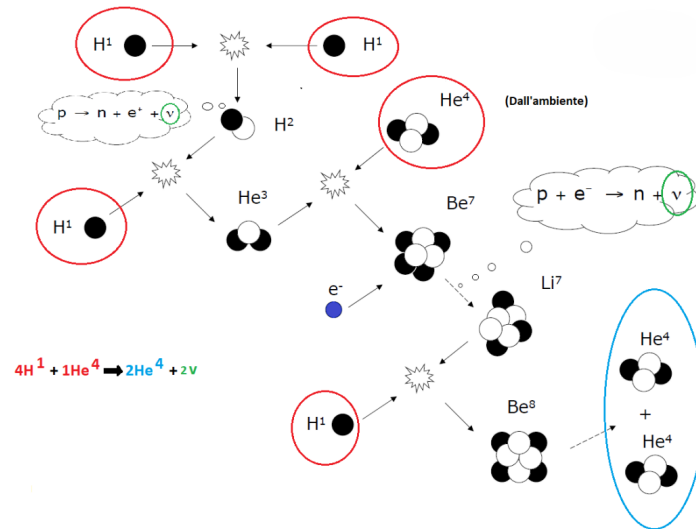 H¹
H¹
p → n + e⁺ + ν
H²
He⁴
(Dall'ambiente)
H¹
He³
Be⁷
p + e⁻ → n + ν
e⁻
Li⁷
4H¹ + 1He⁴ ➡ 2He⁴ + 2ν
H¹
Be⁸
He⁴
+
He⁴